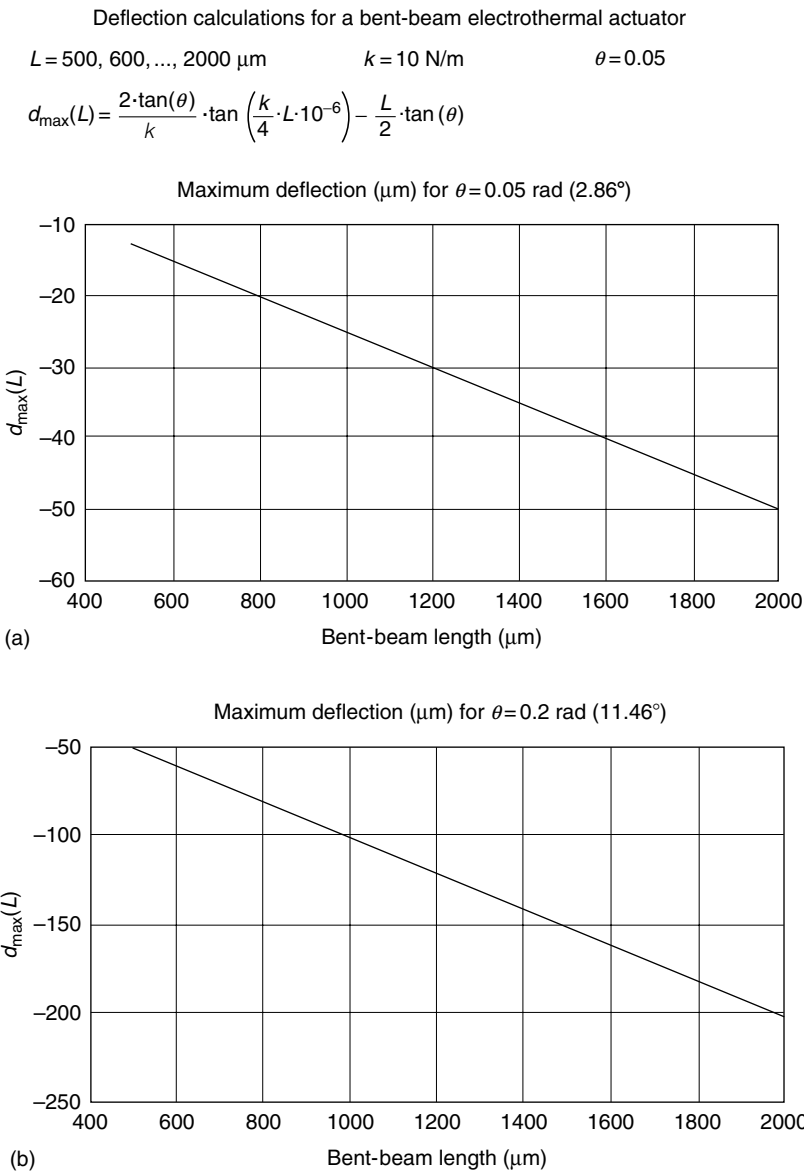 Deflection calculations for a bent-beam electrothermal actuator
L = 500, 600, ..., 2000 μm k = 10 N/m θ = 0.05
d_max(L) = 2·tan(θ)/k · tan (k/4 · L · 10^−6) − L/2 · tan (θ)
Maximum deflection (μm) for θ = 0.05 rad (2.86°)
−10
−20
−30
−40
−50
−60
d_max(L)
400 600 800 1000 1200 1400 1600 1800 2000
(a) Bent-beam length (μm)
Maximum deflection (μm) for θ = 0.2 rad (11.46°)
−50
−100
−150
−200
−250
d_max(L)
400 600 800 1000 1200 1400 1600 1800 2000
(b) Bent-beam length (μm)